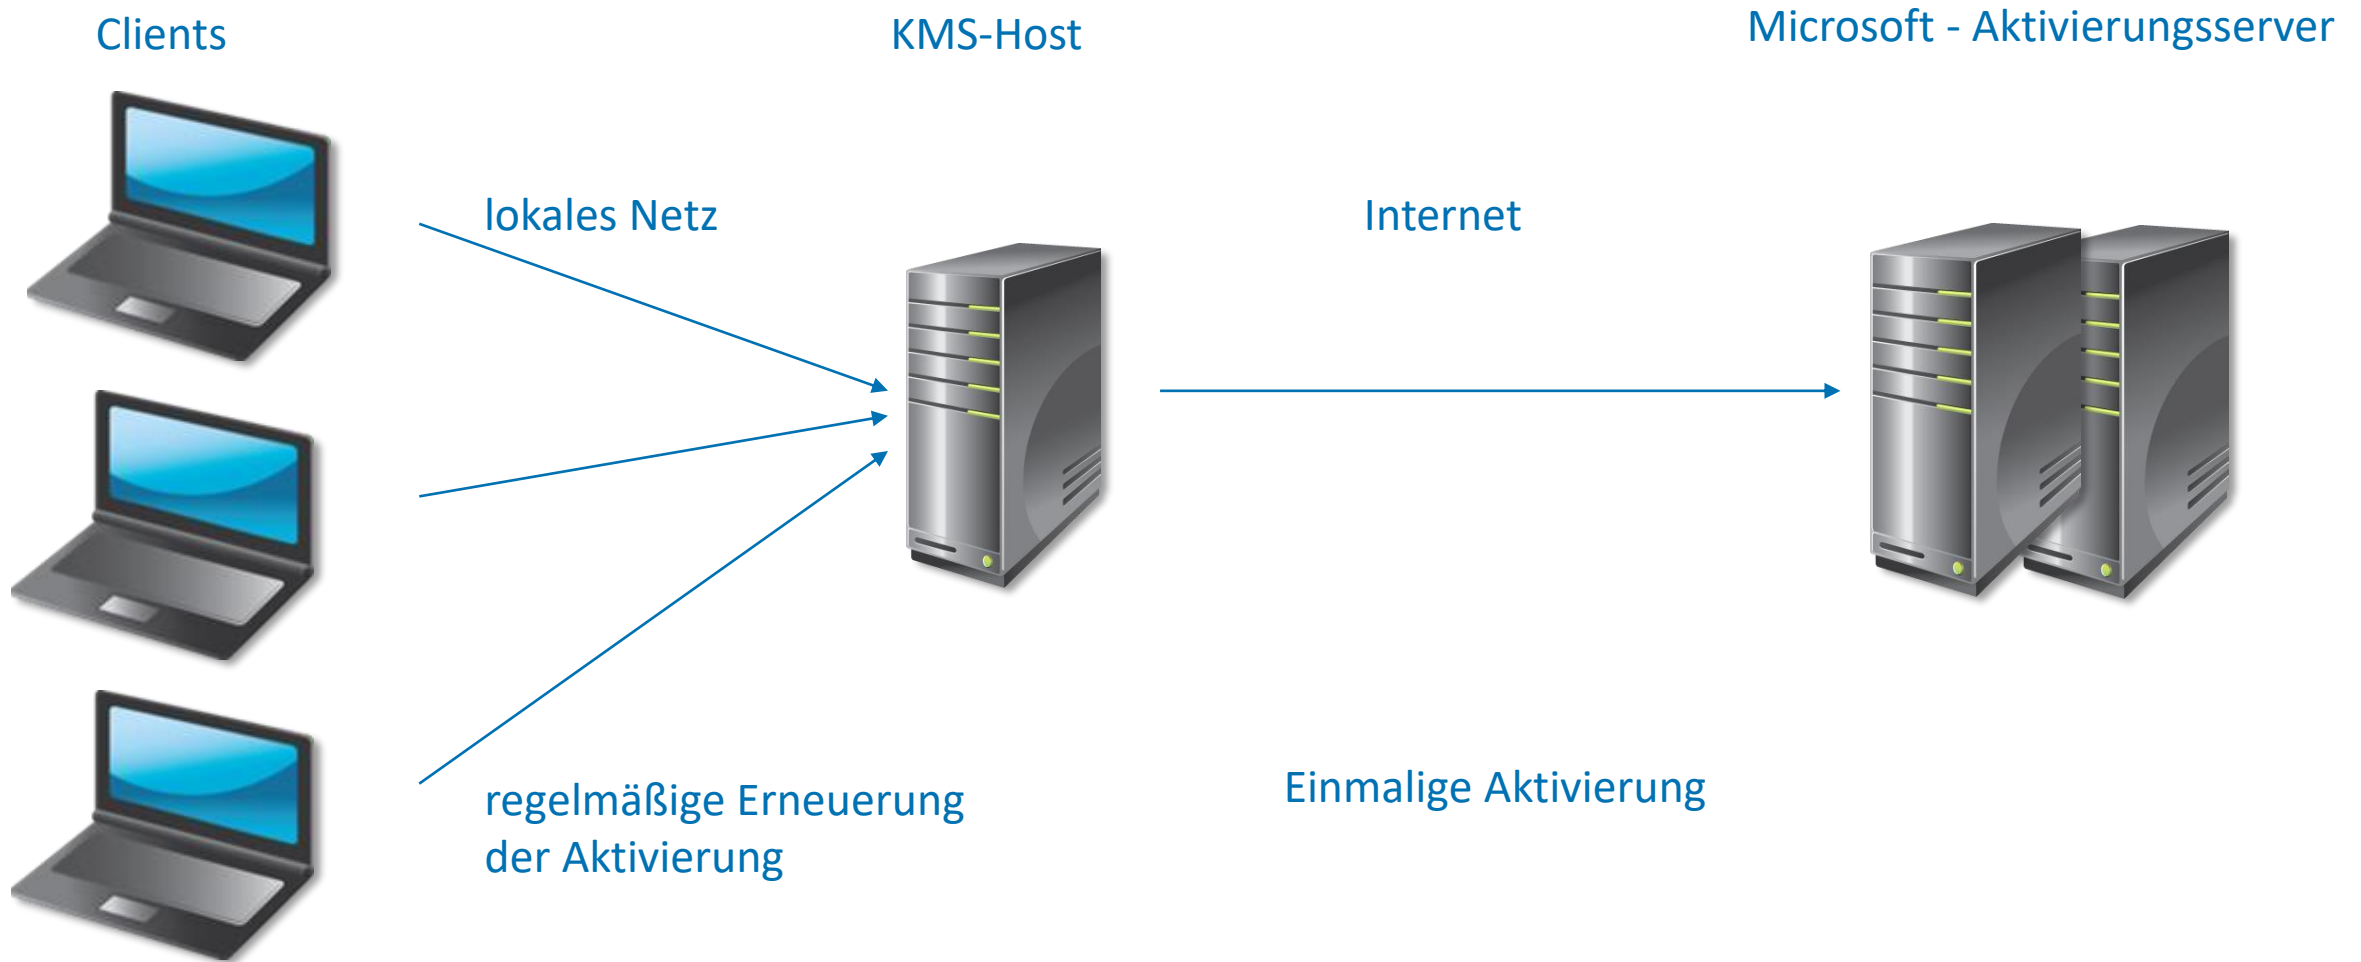 Clients
KMS-Host
Microsoft - Aktivierungsserver
lokales Netz
Internet
regelmäßige Erneuerung
der Aktivierung
Einmalige Aktivierung